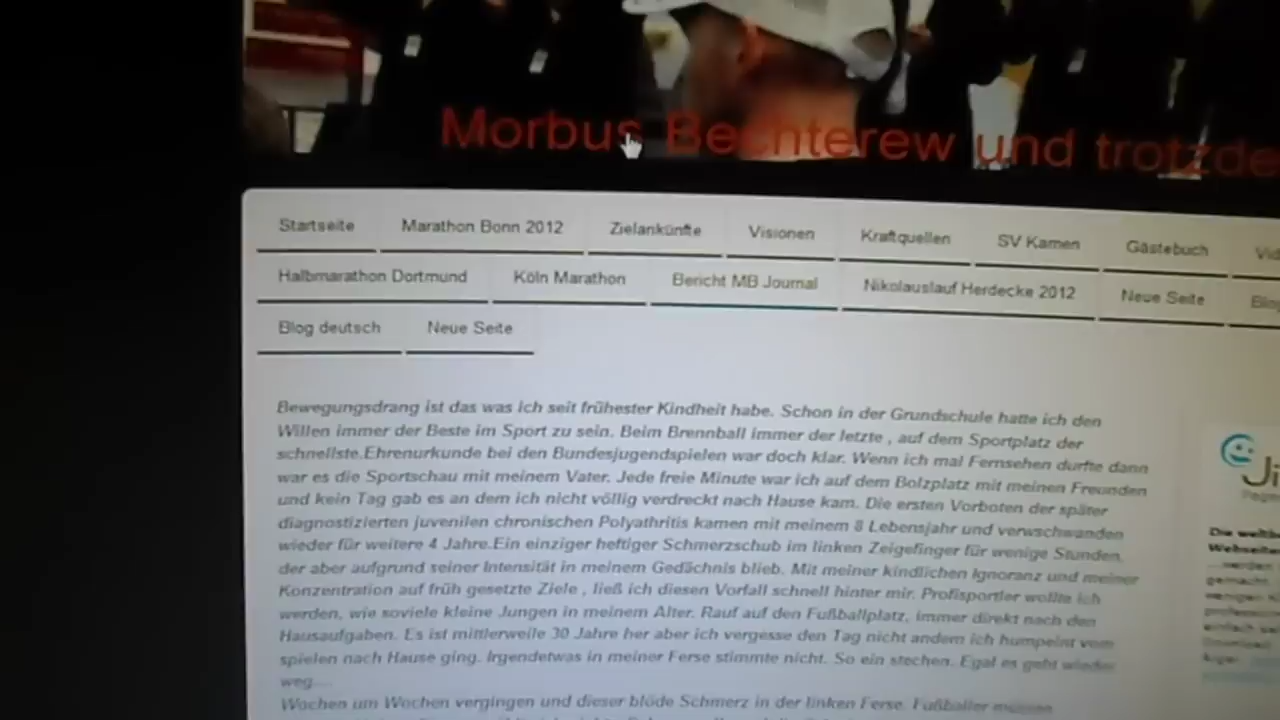 Morbus Bechterew und trotzde
Startseite Marathon Bonn 2012 Zielankünfte Visionen Kraftquellen SV Kamen Gästebuch Vid
Halbmarathon Dortmund Köln Marathon Bericht MB Journal Nikolauslauf Herdecke 2012 Neue Seite Blog
Blog deutsch Neue Seite
Bewegungsdrang ist das was ich seit frühester Kindheit habe. Schon in der Grundschule hatte ich den
Willen immer der Beste im Sport zu sein. Beim Brennball immer der letzte , auf dem Sportplatz der
schnellste.Ehrenurkunde bei den Bundesjugendspielen war doch klar. Wenn ich mal Fernsehen durfte dann
war es die Sportschau mit meinem Vater. Jede freie Minute war ich auf dem Bolzplatz mit meinen Freunden
und kein Tag gab es an dem ich nicht völlig verdreckt nach Hause kam. Die ersten Vorboten der später
diagnostizierten juvenilen chronischen Polyathritis kamen mit meinem 8 Lebensjahr und verwschwanden
wieder für weitere 4 Jahre.Ein einziger heftiger Schmerzschub im linken Zeigefinger für wenige Stunden,
der aber aufgrund seiner Intensität in meinem Gedächnis blieb. Mit meiner kindlichen Ignoranz und meiner
Konzentration auf früh gesetzte Ziele , ließ ich diesen Vorfall schnell hinter mir. Profisportler wollte ich
werden, wie soviele kleine Jungen in meinem Alter. Rauf auf den Fußballplatz, immer direkt nach den
Hausaufgaben. Es ist mittlerweile 30 Jahre her aber ich vergesse den Tag nicht andem ich humpelnt vom
spielen nach Hause ging. Irgendetwas in meiner Ferse stimmte nicht. So ein stechen. Egal es geht wieder
weg....
Wochen um Wochen vergingen und dieser blöde Schmerz in der linken Ferse. Fußballer müssen
Ji
Die weltb
Webseite